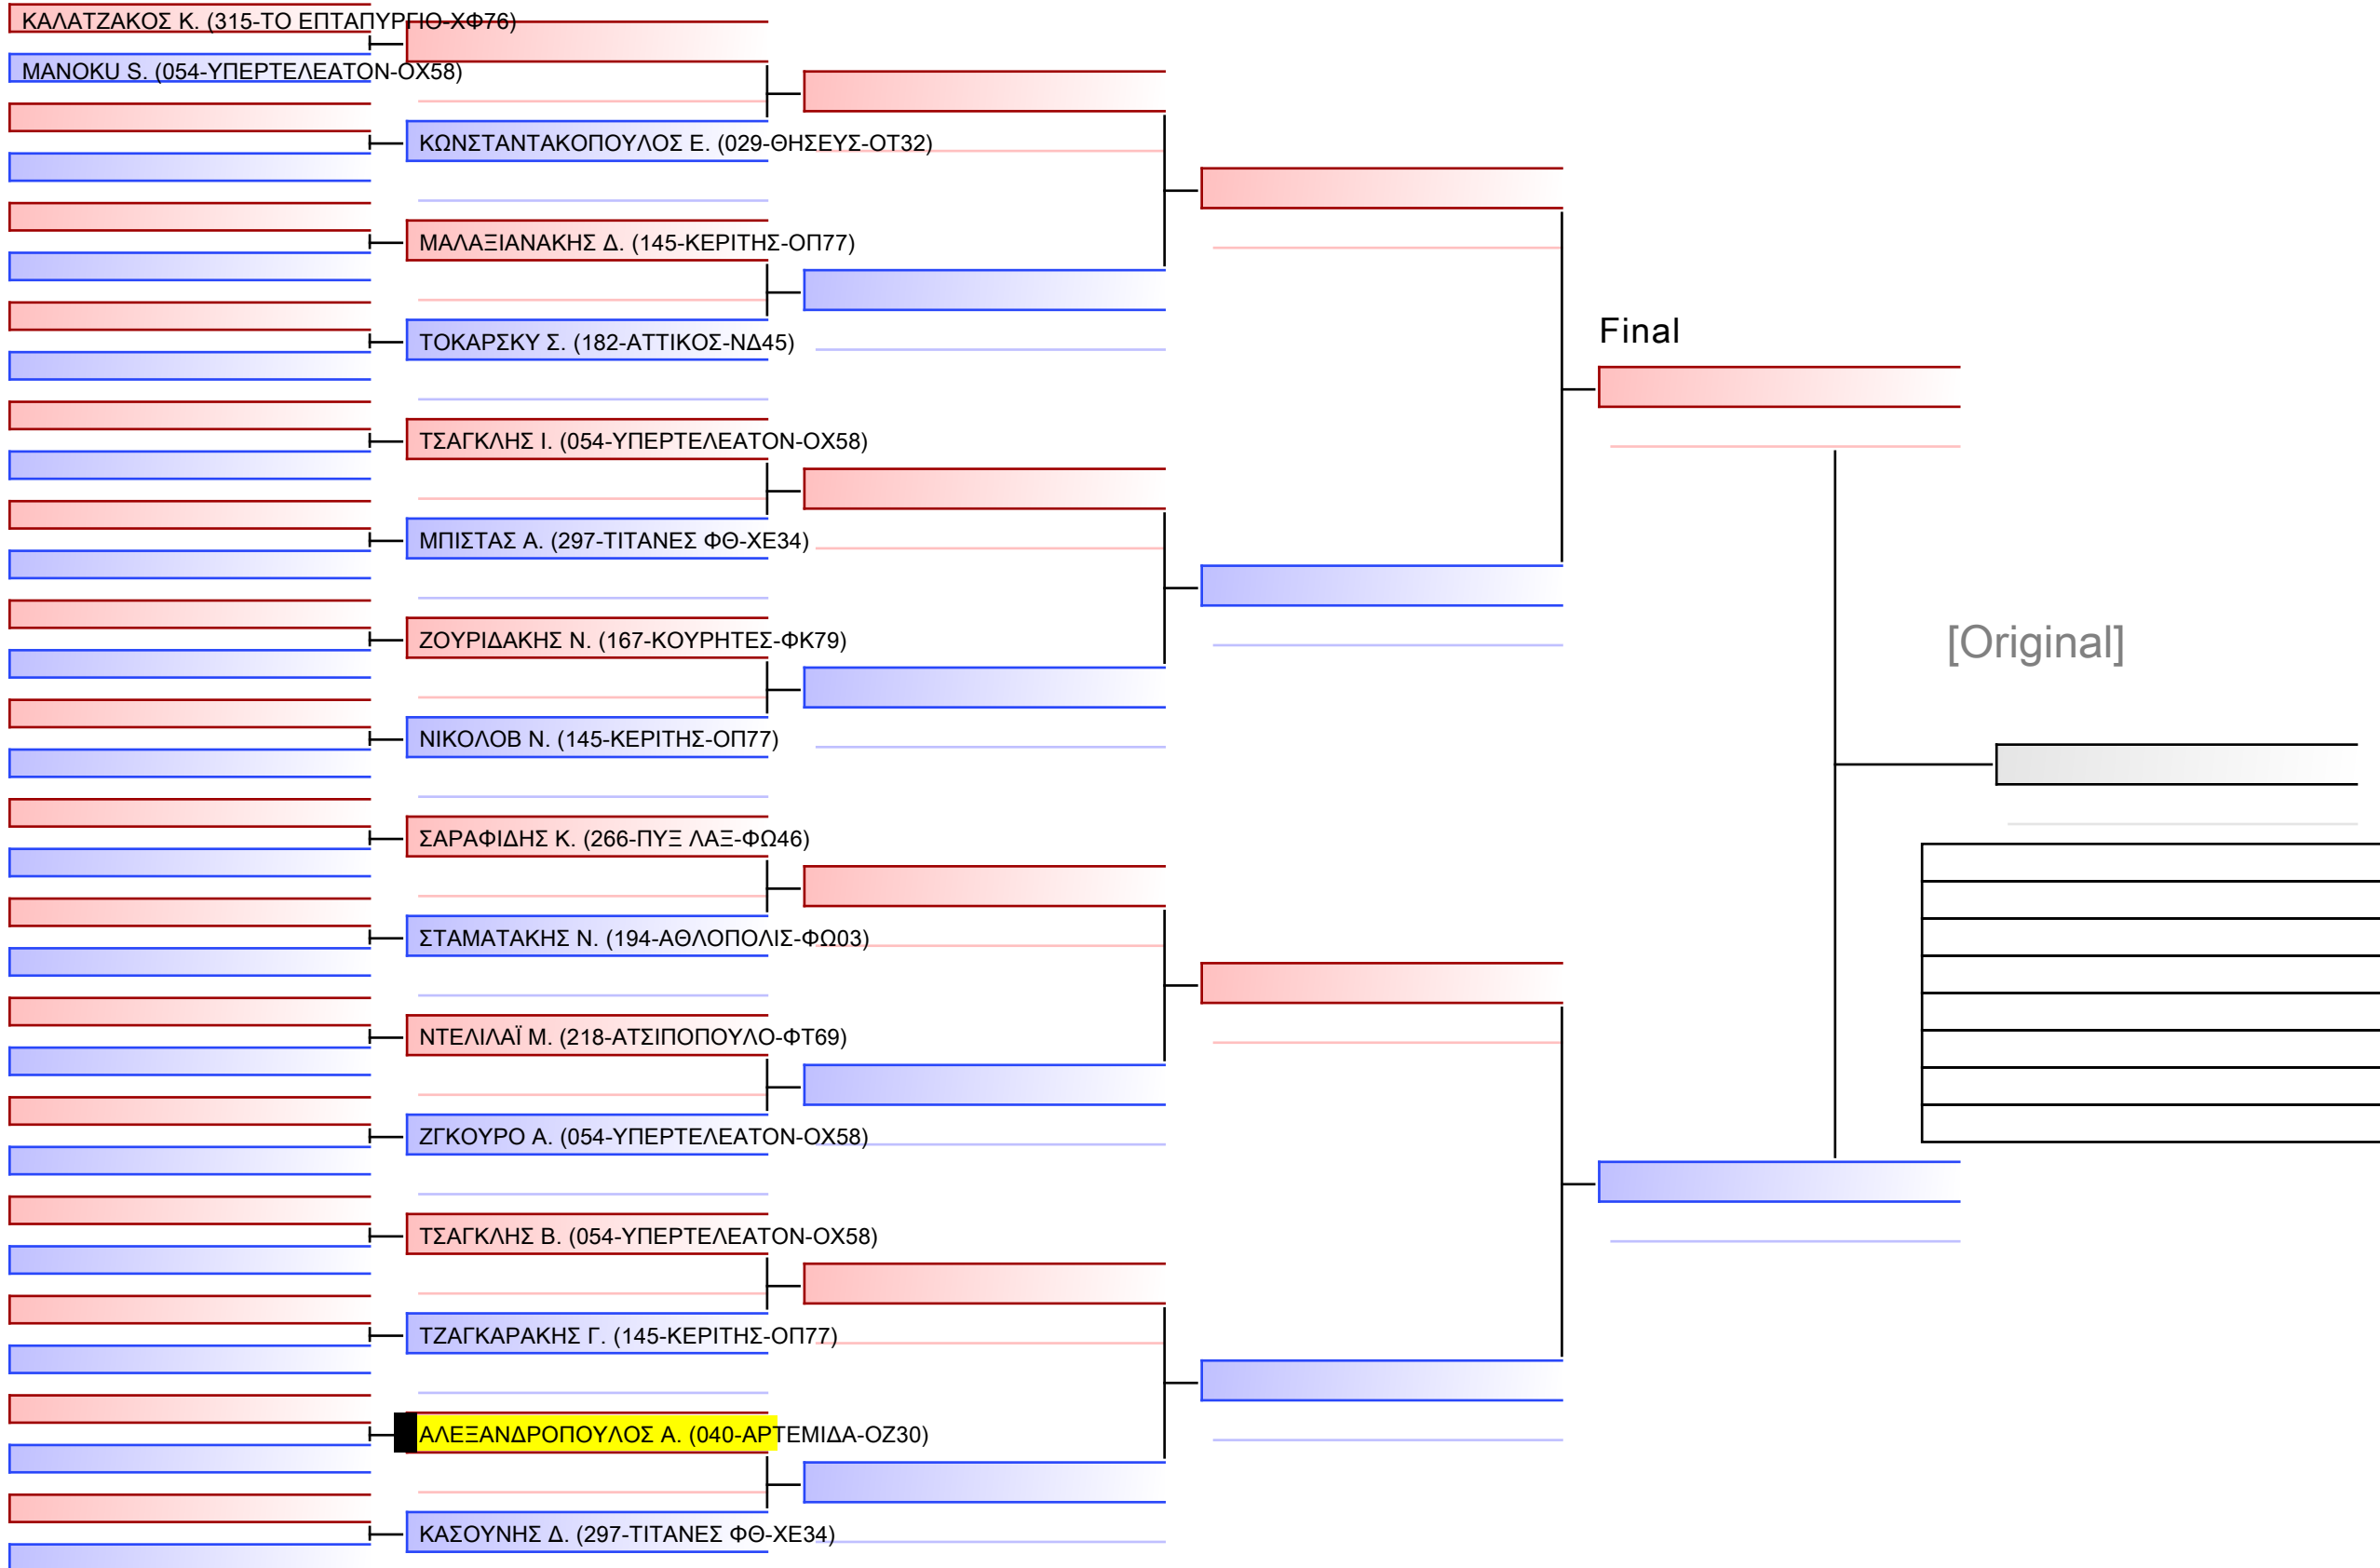 ΚΑΛΑΤΖΑΚΟΣ Κ. (315-ΤΟ ΕΠΤΑΠΥΡΓΙΟ-ΧΦ76)
MANOKU S. (054-ΥΠΕΡΤΕΛΕΑΤΟΝ-ΟΧ58)
ΚΩΝΣΤΑΝΤΑΚΟΠΟΥΛΟΣ Ε. (029-ΘΗΣΕΥΣ-ΟΤ32)
ΜΑΛΑΞΙΑΝΑΚΗΣ Δ. (145-ΚΕΡΙΤΗΣ-ΟΠ77)
Final
ΤΟΚΑΡΣΚΥ Σ. (182-ΑΤΤΙΚΟΣ-ΝΔ45)
ΤΣΑΓΚΛΗΣ Ι. (054-ΥΠΕΡΤΕΛΕΑΤΟΝ-ΟΧ58)
ΜΠΙΣΤΑΣ Α. (297-ΤΙΤΑΝΕΣ ΦΘ-ΧΕ34)
ΖΟΥΡΙΔΑΚΗΣ Ν. (167-ΚΟΥΡΗΤΕΣ-ΦΚ79)
[Original]
ΝΙΚΟΛΟΒ Ν. (145-ΚΕΡΙΤΗΣ-ΟΠ77)
ΣΑΡΑΦΙΔΗΣ Κ. (266-ΠΥΞ ΛΑΞ-ΦΩ46)
ΣΤΑΜΑΤΑΚΗΣ Ν. (194-ΑΘΛΟΠΟΛΙΣ-ΦΩ03)
ΝΤΕΛΙΛΑΪ Μ. (218-ΑΤΣΙΠΟΠΟΥΛΟ-ΦΤ69)
ΖΓΚΟΥΡΟ Α. (054-ΥΠΕΡΤΕΛΕΑΤΟΝ-ΟΧ58)
ΤΣΑΓΚΛΗΣ Β. (054-ΥΠΕΡΤΕΛΕΑΤΟΝ-ΟΧ58)
ΤΖΑΓΚΑΡΑΚΗΣ Γ. (145-ΚΕΡΙΤΗΣ-ΟΠ77)
ΑΛΕΞΑΝΔΡΟΠΟΥΛΟΣ Α. (040-ΑΡΤΕΜΙΔΑ-ΟΖ30)
ΚΑΣΟΥΝΗΣ Δ. (297-ΤΙΤΑΝΕΣ ΦΘ-ΧΕ34)